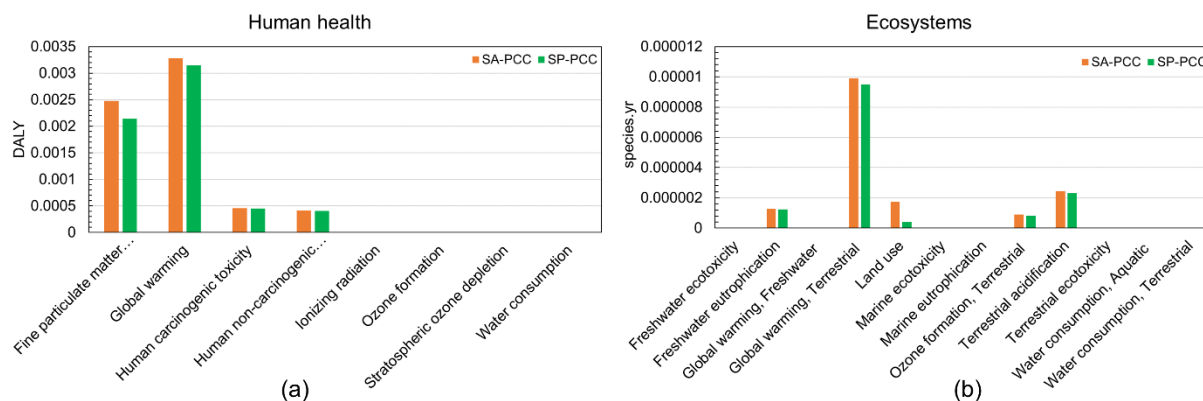 Human health
SA-PCC
SP-PCC
DALY
0.0035
0.003
0.0025
0.002
0.0015
0.001
0.0005
0
Fine particulate matter…
Global warming
Human carcinogenic toxicity
Human non-carcinogenic…
Ionizing radiation
Ozone formation
Stratospheric ozone depletion
Water consumption
(a)
Ecosystems
SA-PCC
SP-PCC
species.yr
0.000012
0.00001
0.000008
0.000006
0.000004
0.000002
0
Freshwater ecotoxicity
Freshwater eutrophication
Global warming, Freshwater
Global warming, Terrestrial
Land use
Marine ecotoxicity
Marine eutrophication
Ozone formation, Terrestrial
Terrestrial acidification
Terrestrial ecotoxicity
Water consumption, Aquatic
Water consumption, Terrestrial
(b)